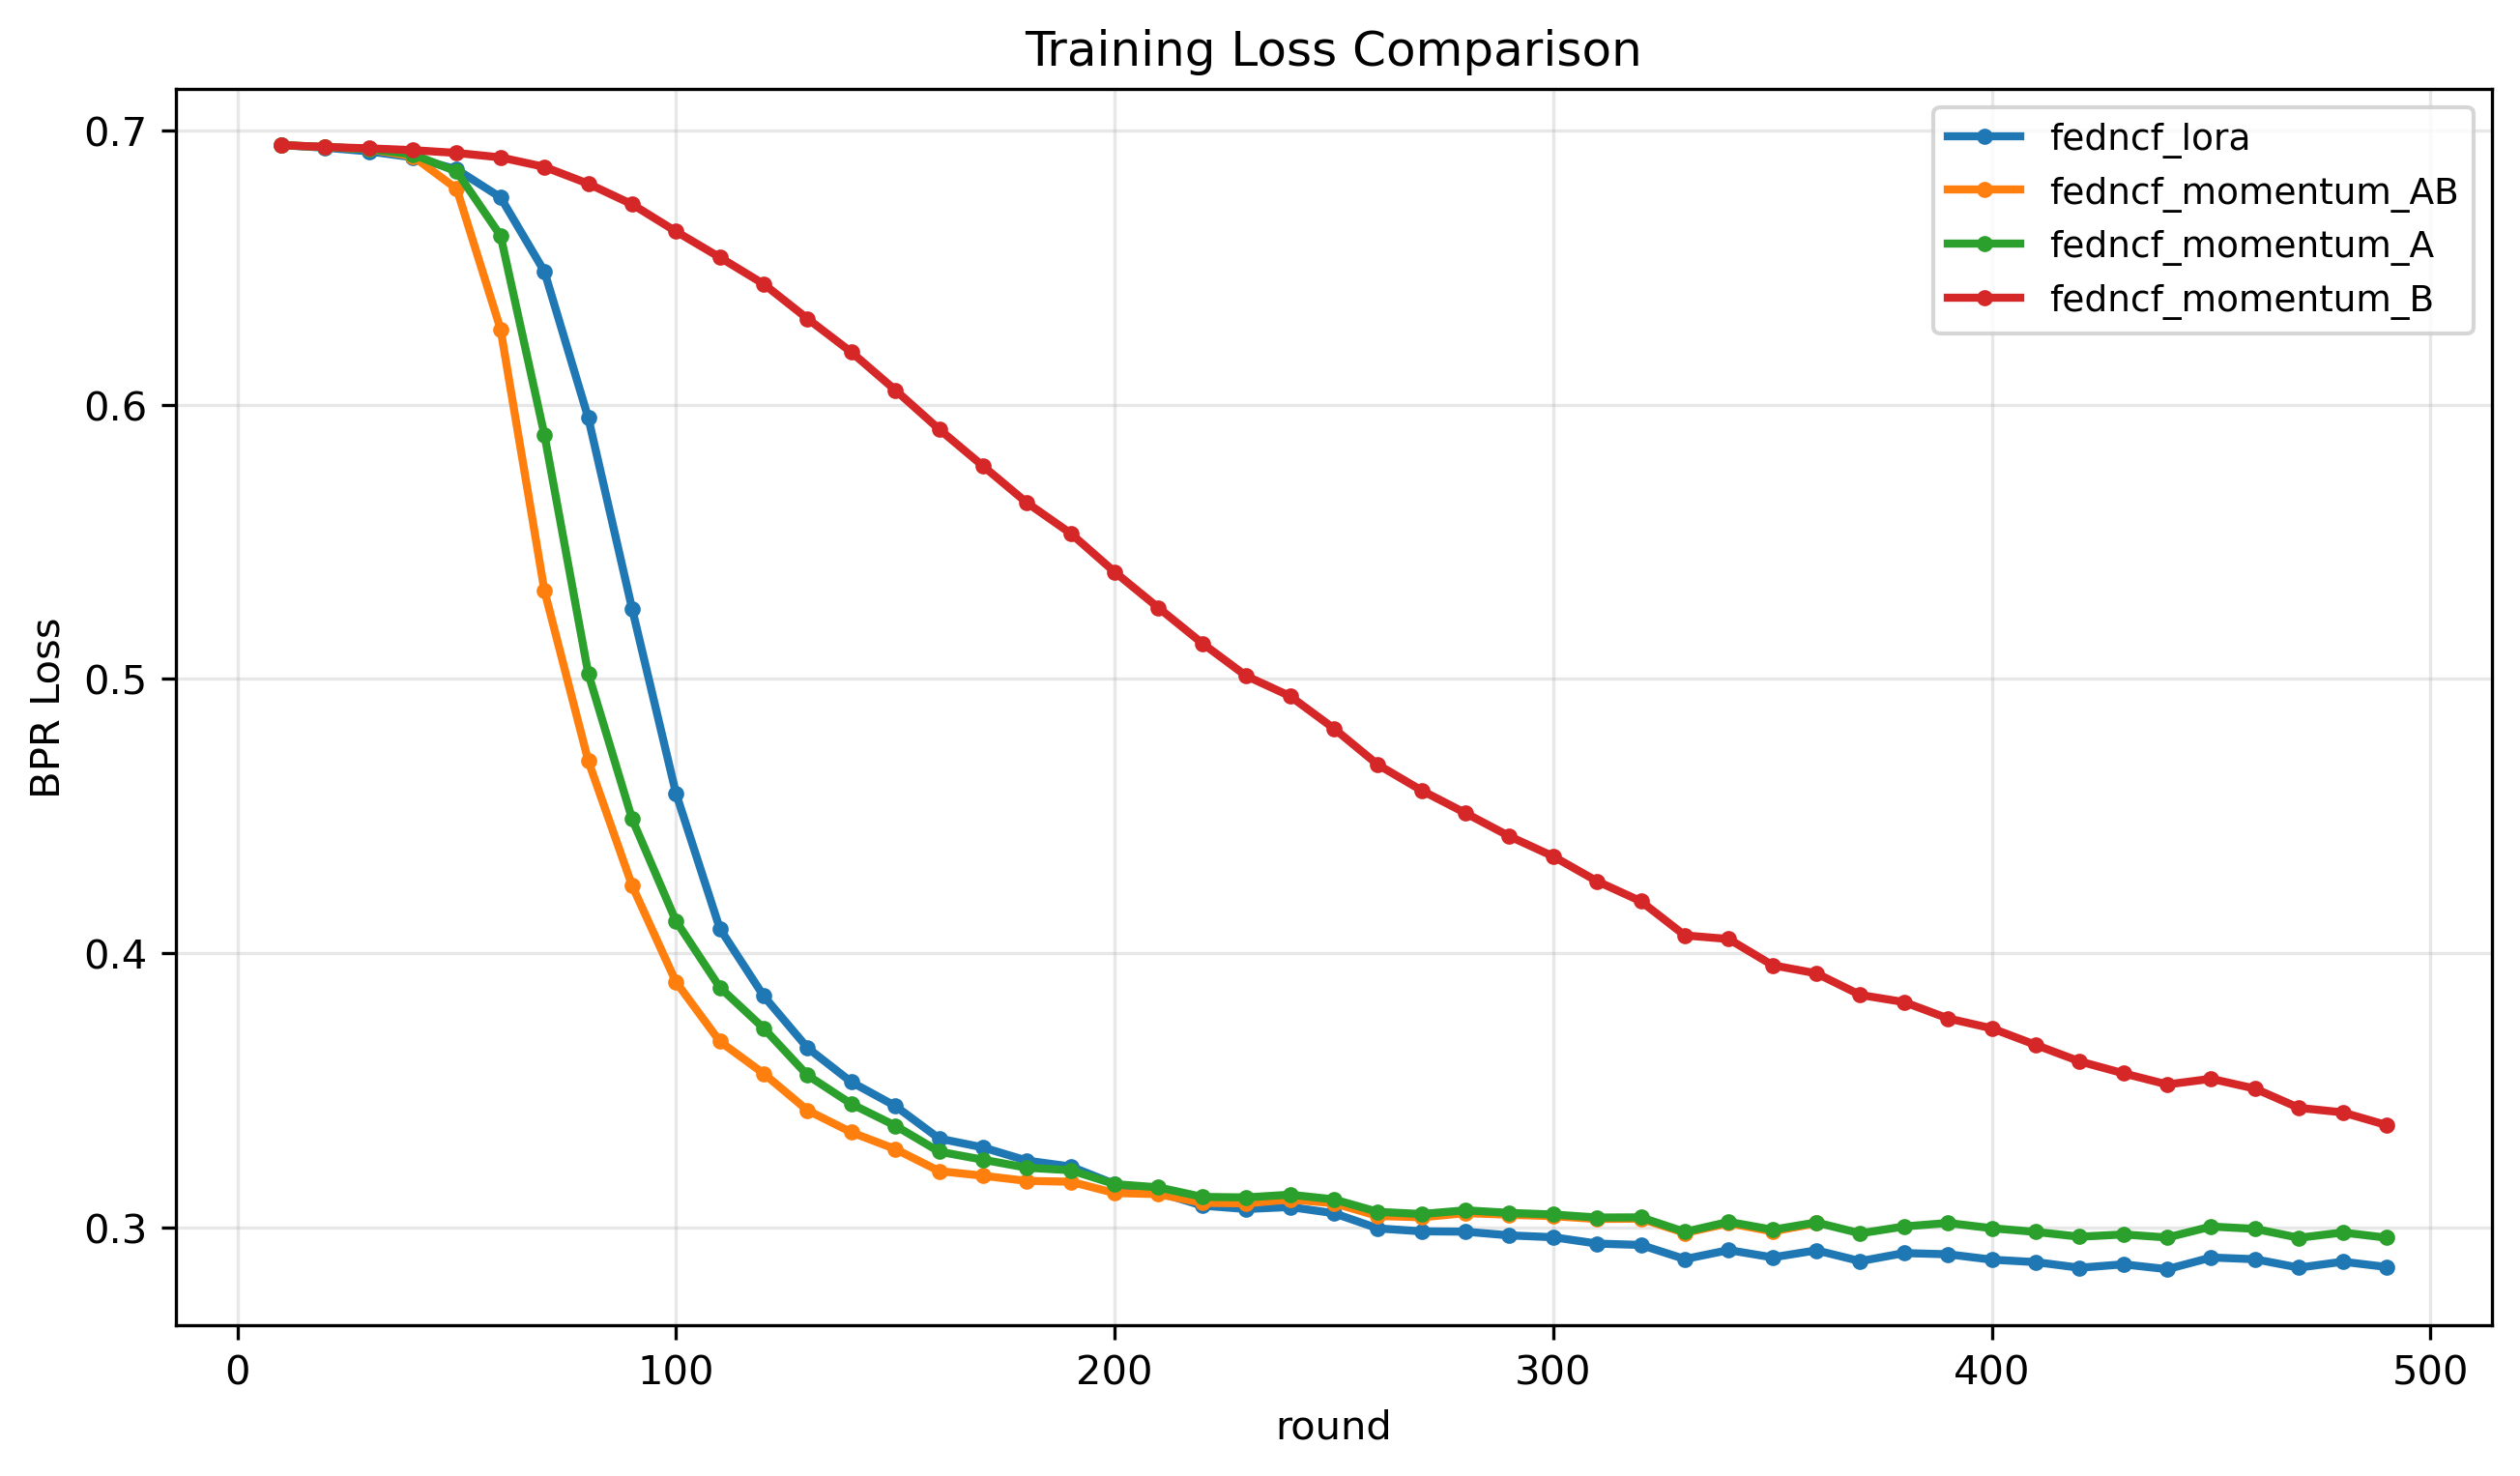 Training Loss Comparison
fedncf_lora
fedncf_momentum_AB
fedncf_momentum_A
fedncf_momentum_B
BPR Loss
0.7
0.6
0.5
0.4
0.3
0
100
200
300
400
500
round